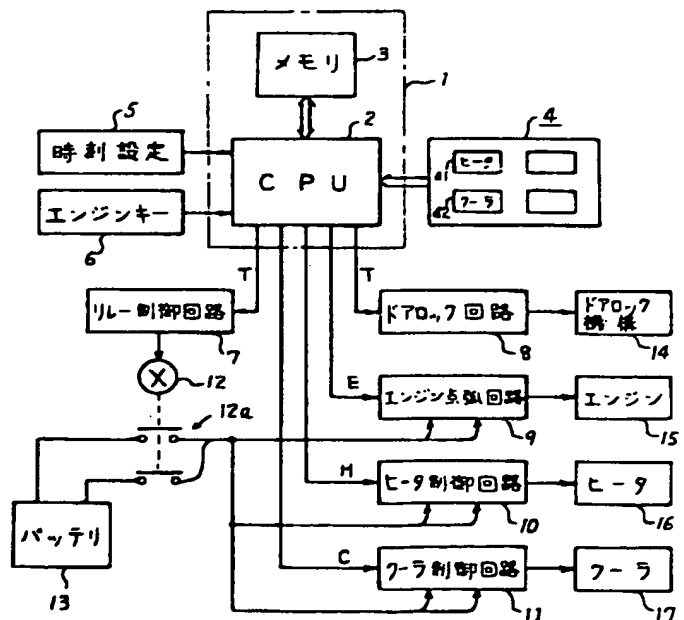 メモリ
3
1
5
2
4
時刻設定
CPU
41
ヒータ
42
クーラ
エンジンキー
6
T
T
リレー制御回路
7
ドアロック回路
8
ドアロック
機構
14
12
E
エンジン点弧回路
9
エンジン
15
12a
H
ヒータ制御回路
10
ヒータ
16
バッテリ
13
C
クーラ制御回路
11
クーラ
17